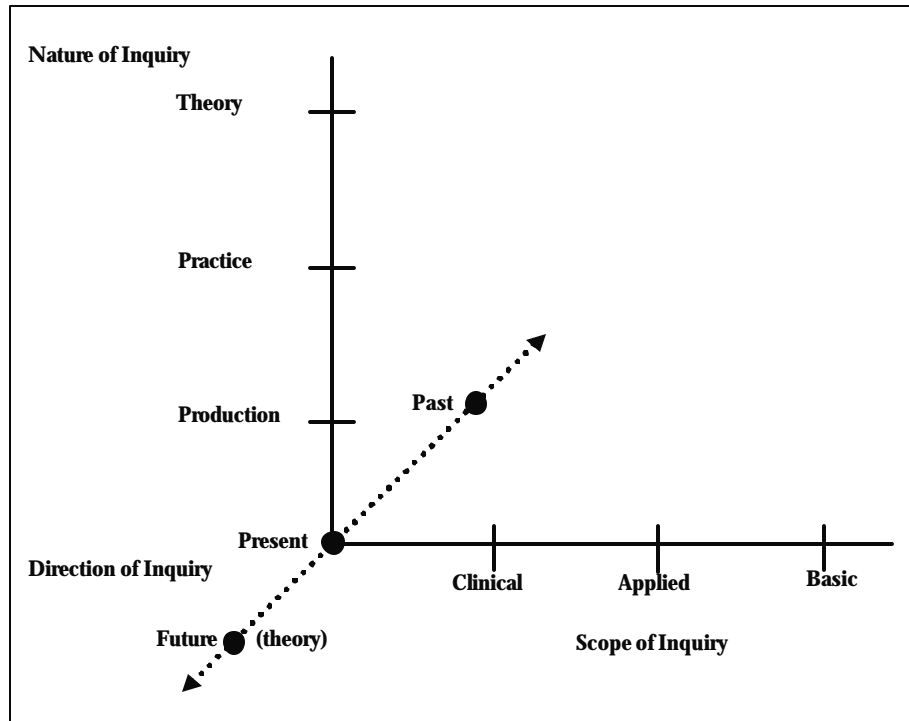 Nature of Inquiry
Theory
Practice
Past
Production
Present
Direction of Inquiry
Clinical
Applied
Basic
Future (theory)
Scope of Inquiry